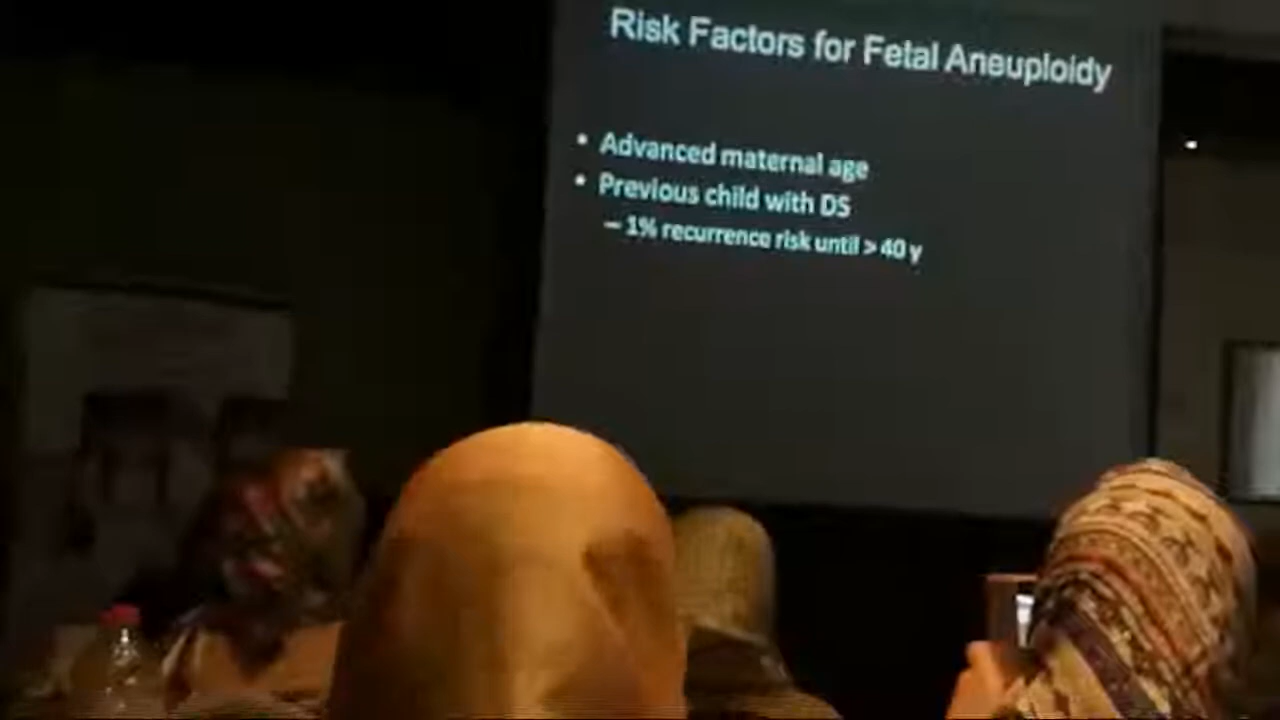 Risk Factors for Fetal Aneuploidy
• Advanced maternal age
• Previous child with DS
– 1% recurrence risk until > 40 y